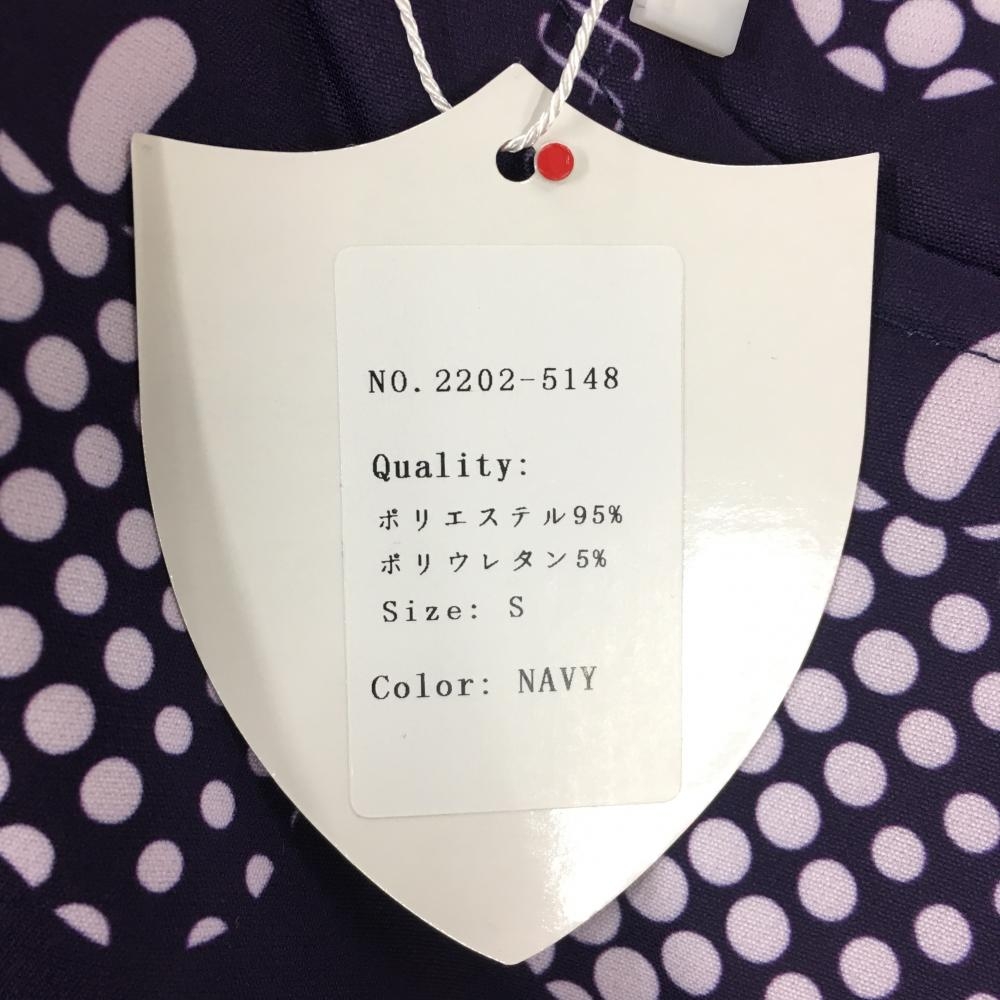 NO.2202-5148
Quality:
ポリエステル95%
ポリウレタン5%
Size: S
Color: NAVY